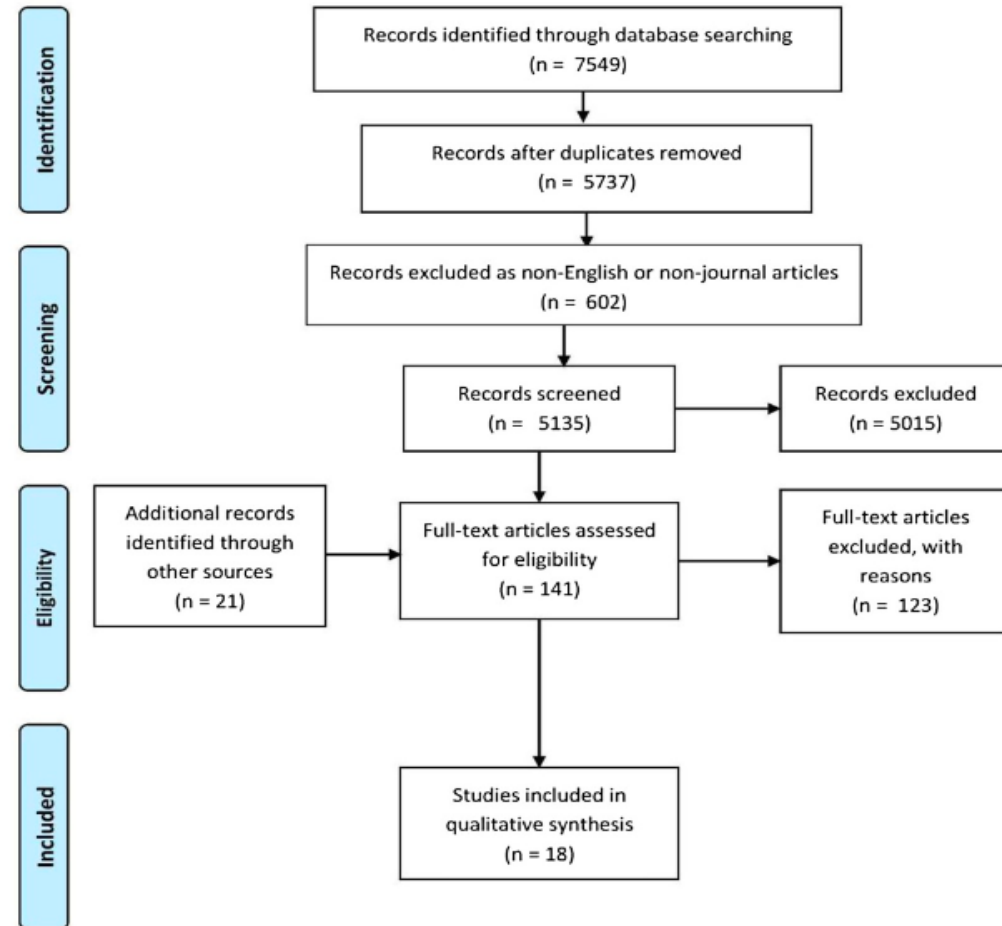 Identification
Records identified through database searching
(n = 7549)
Records after duplicates removed
(n = 5737)
Screening
Records excluded as non-English or non-journal articles
(n = 602)
Records screened
(n = 5135)
Records excluded
(n = 5015)
Eligibility
Additional records
identified through
other sources
(n = 21)
Full-text articles assessed
for eligibility
(n = 141)
Full-text articles
excluded, with
reasons
(n = 123)
Included
Studies included in
qualitative synthesis
(n = 18)